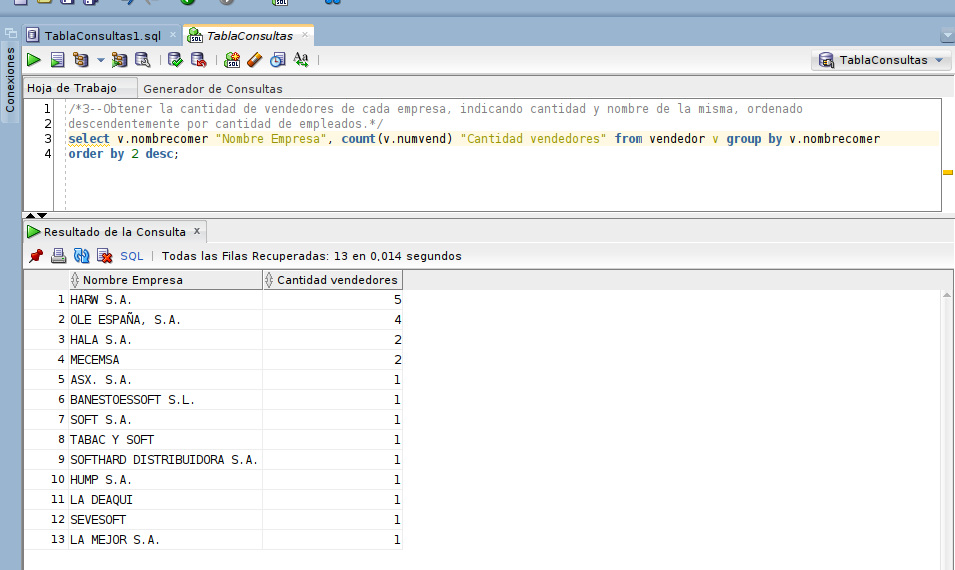 TablaConsultas1.sql
TablaConsultas
Conexiones
TablaConsultas
Hoja de Trabajo
Generador de Consultas
1 /*3--Obtener la cantidad de vendedores de cada empresa, indicando cantidad y nombre de la misma, ordenado
2 descendentemente por cantidad de empleados.*/
3 select v.nombrecomer "Nombre Empresa", count(v.numvend) "Cantidad vendedores" from vendedor v group by v.nombrecomer
4 order by 2 desc;
Resultado de la Consulta x
SQL | Todas las Filas Recuperadas: 13 en 0,014 segundos
Nombre Empresa Cantidad vendedores
1 HARW S.A. 5
2 OLE ESPAÑA, S.A. 4
3 HALA S.A. 2
4 MECEMSA 2
5 ASX. S.A. 1
6 BANESTOESSOFT S.L. 1
7 SOFT S.A. 1
8 TABAC Y SOFT 1
9 SOFTHARD DISTRIBUIDORA S.A. 1
10 HUMP S.A. 1
11 LA DEAQUI 1
12 SEVESOFT 1
13 LA MEJOR S.A. 1